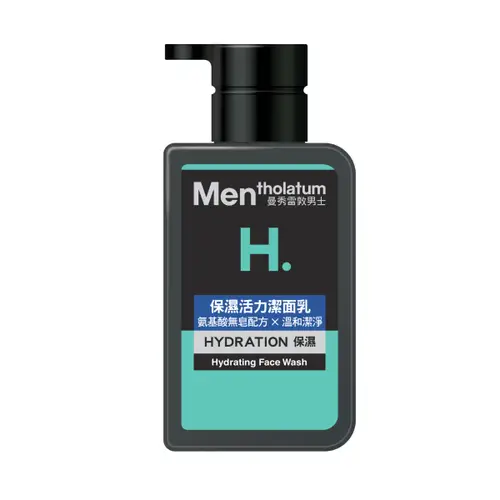 Mentholatum
曼秀雷敦男士
H.
保濕活力潔面乳
氨基酸無皂配方 × 溫和潔淨
HYDRATION 保濕
Hydrating Face Wash